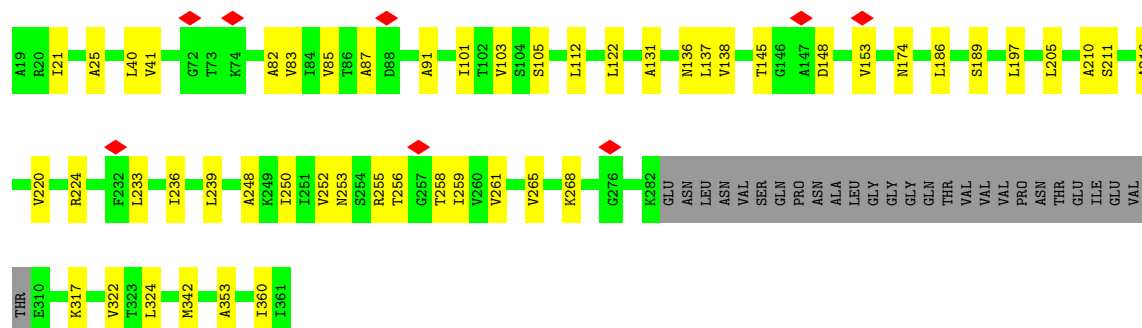 A19 R20 I21 A25 L40 V41 G72 T73 K74 A82 V83 I84 V85 T86 A87 D88 A91 I101 T102 V103 S104 S105 L112 L122 A131 N136 L137 V138 T145 G146 A147 D148 V153 N174 L186 S189 L197 L205 A210 S211
V220 R224 F232 L233 I236 L239 A248 K249 I250 I251 V252 N253 S254 R255 T256 G257 T258 I259 V260 V261 V265 K268 G276 K282 GLU ASN LEU ASN VAL SER GLN PRO ASN ALA LEU GLY GLY GLY GLN THR VAL VAL VAL PRO ASN THR GLU ILE GLU VAL
THR E310 K317 V322 T323 L324 M342 A353 I360 I361